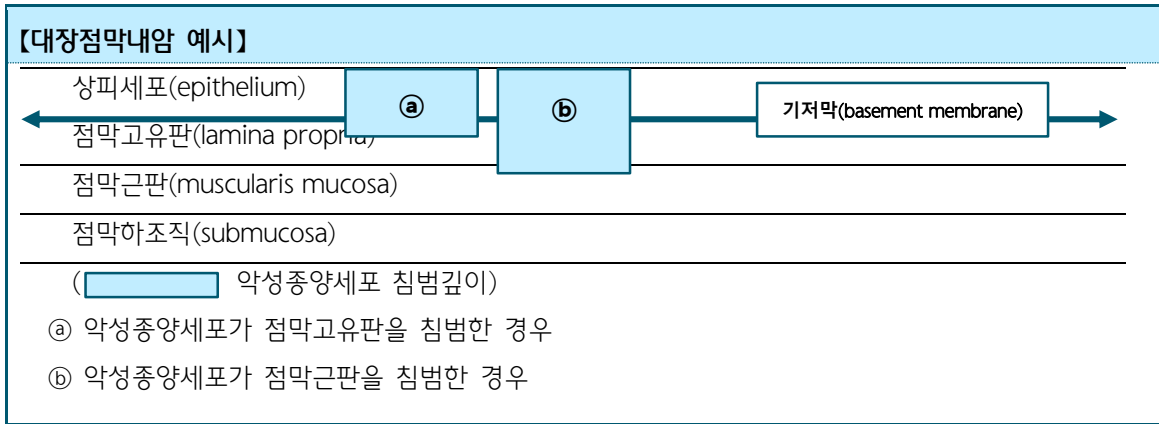 【대장점막내암 예시】
상피세포(epithelium)
ⓐ
ⓑ
기저막(basement membrane)
점막고유판(lamina propria)
점막근판(muscularis mucosa)
점막하조직(submucosa)
( 악성종양세포 침범깊이)
ⓐ 악성종양세포가 점막고유판을 침범한 경우
ⓑ 악성종양세포가 점막근판을 침범한 경우